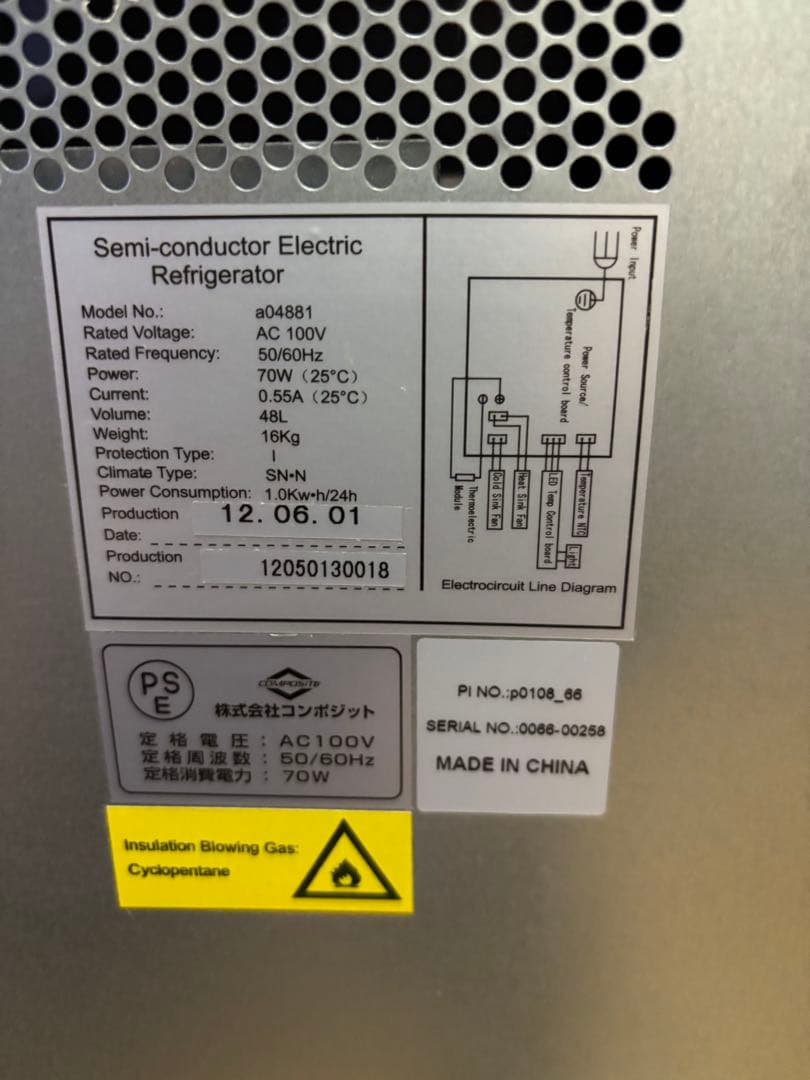 Semi-conductor Electric
Refrigerator
Model No.: a04881
Rated Voltage: AC 100V
Rated Frequency: 50/60Hz
Power: 70W（25°C）
Current: 0.55A（25°C）
Volume: 48L
Weight: 16Kg
Protection Type: I
Climate Type: SN•N
Power Consumption: 1.0Kw•h/24h
Production
Date: 12. 06. 01
Production
NO.: 12050130018
Power Input
Power Source/
Temperature control board
Thermoelectric
Module
Cold Sink Fan
Heat Sink Fan
LED Temp Control board
Light
Temperature NTC
Electrocircuit Line Diagram
PS
E
COMPOSITE
株式会社コンポジット
定格電圧：AC100V
定格周波数：50/60Hz
定格消費電力：70W
PI NO.:p0108_66
SERIAL NO.:0066-00258
MADE IN CHINA
Insulation Blowing Gas:
Cyclopentane